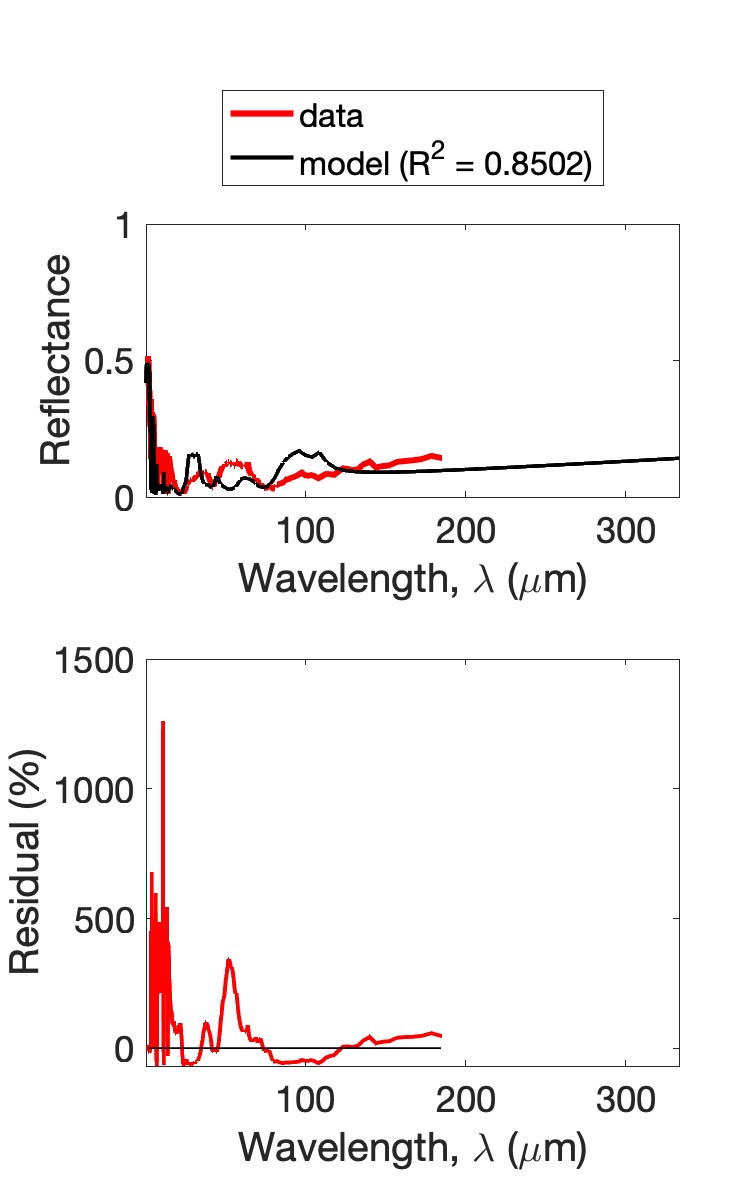 data
model (R² = 0.8502)
1
0.5
0
Reflectance
100 200 300
Wavelength, λ (μm)
1500
1000
500
0
Residual (%)
100 200 300
Wavelength, λ (μm)